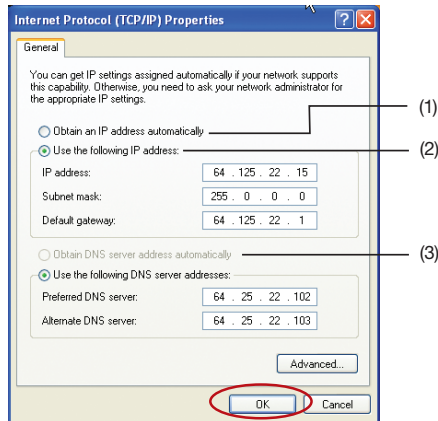 Internet Protocol (TCP/IP) Properties
General
You can get IP settings assigned automatically if your network supports
this capability. Otherwise, you need to ask your network administrator for
the appropriate IP settings.
Obtain an IP address automatically (1)
Use the following IP address: (2)
IP address: 64 . 125 . 22 . 15
Subnet mask: 255 . 0 . 0 . 0
Default gateway: 64 . 125 . 22 . 1
Obtain DNS server address automatically (3)
Use the following DNS server addresses:
Preferred DNS server: 64 . 25 . 22 . 102
Alternate DNS server: 64 . 25 . 22 . 103
Advanced...
OK Cancel